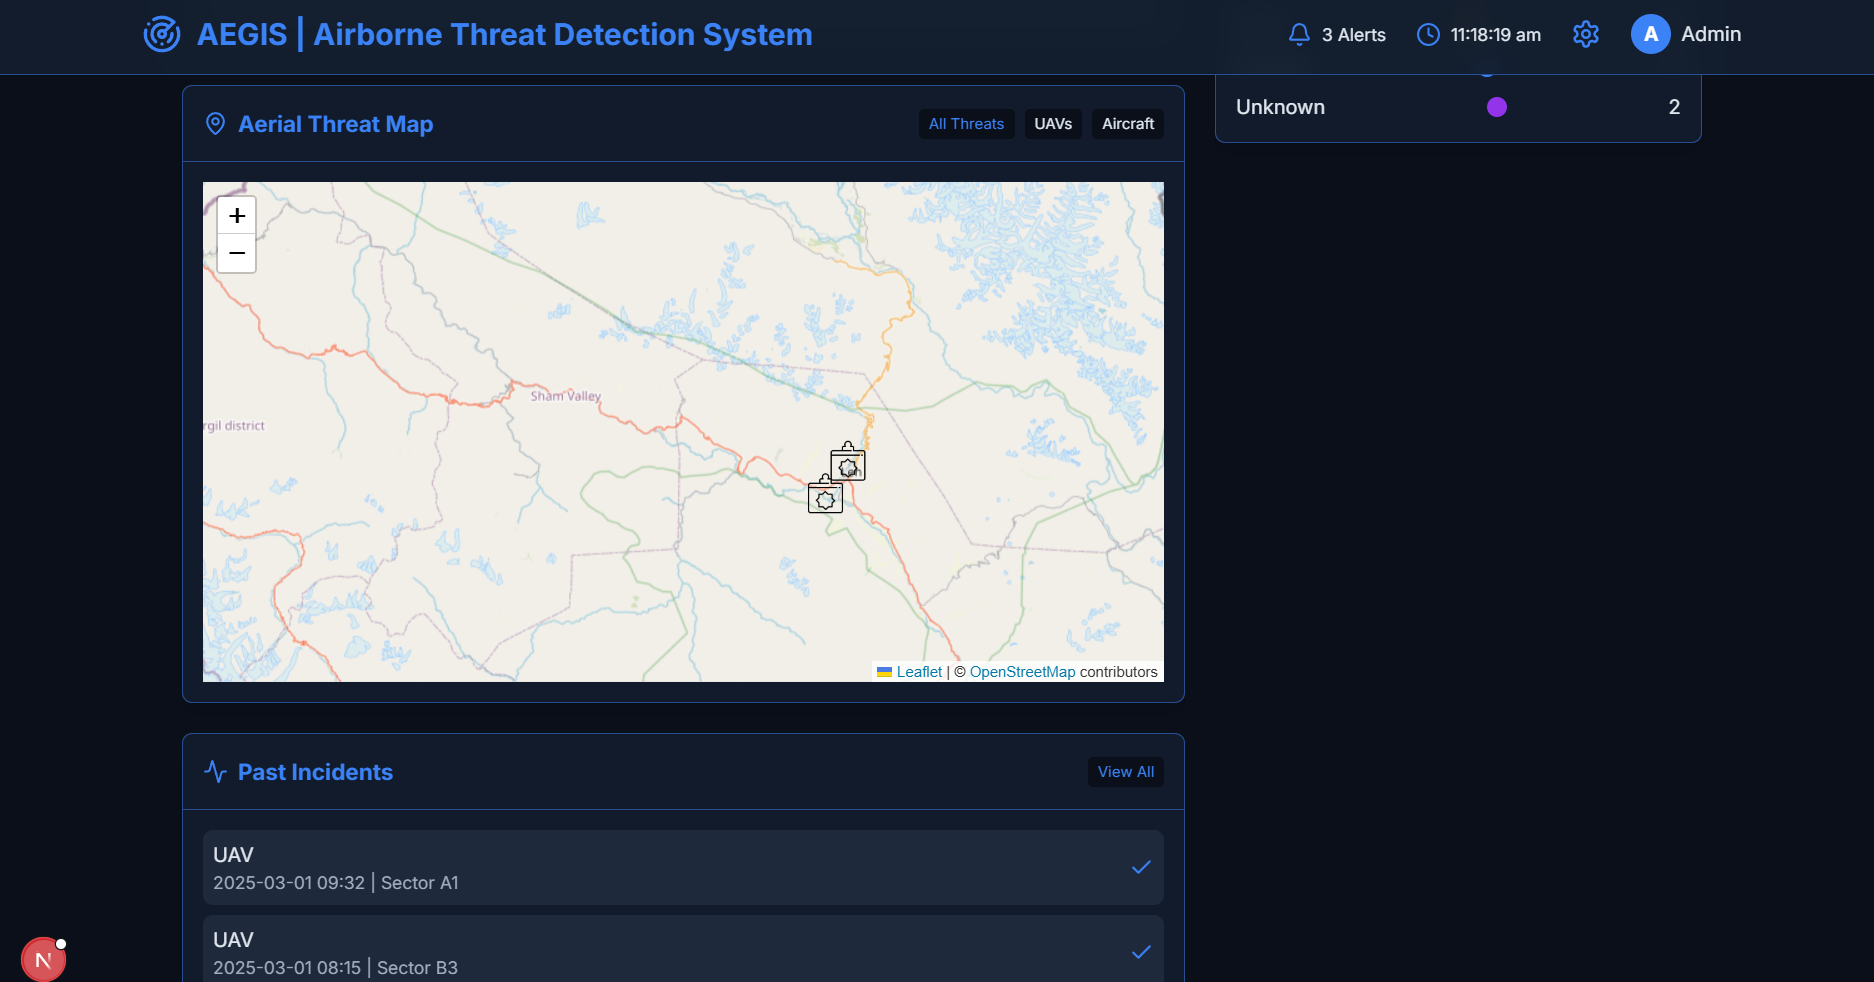 AEGIS | Airborne Threat Detection System
3 Alerts
11:18:19 am
A
Admin
Unknown
2
Aerial Threat Map
All Threats
UAVs
Aircraft
+
−
Sham Valley
rgil district
Leaflet | © OpenStreetMap contributors
Past Incidents
View All
UAV
2025-03-01 09:32 | Sector A1
UAV
2025-03-01 08:15 | Sector B3
N